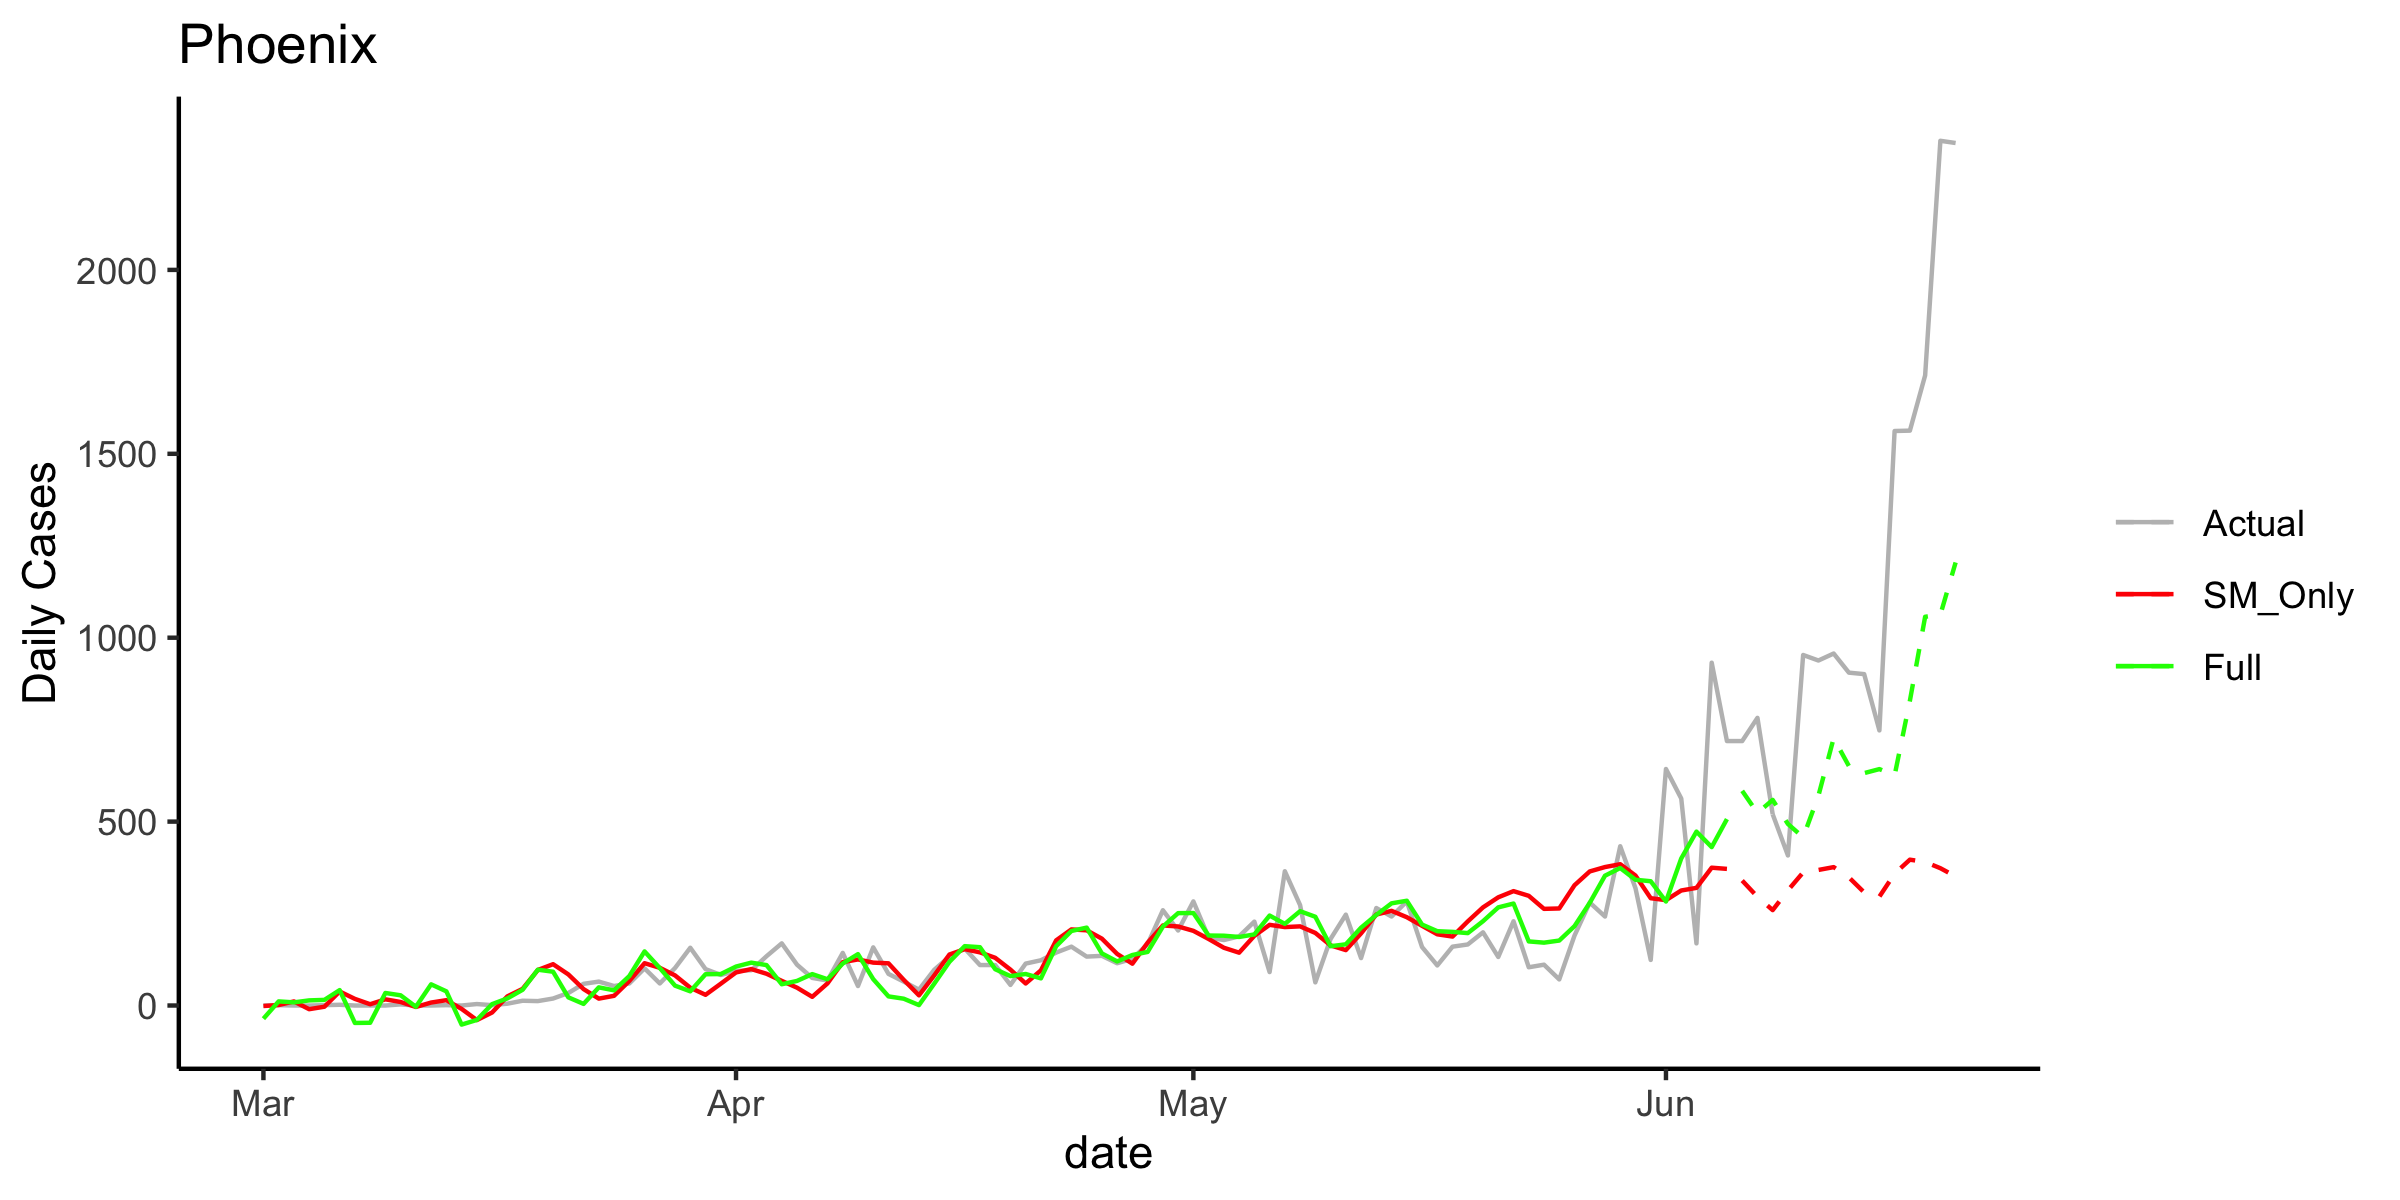 Phoenix
Daily Cases
2000
1500
1000
500
0
Mar Apr May Jun
date
Actual
SM_Only
Full